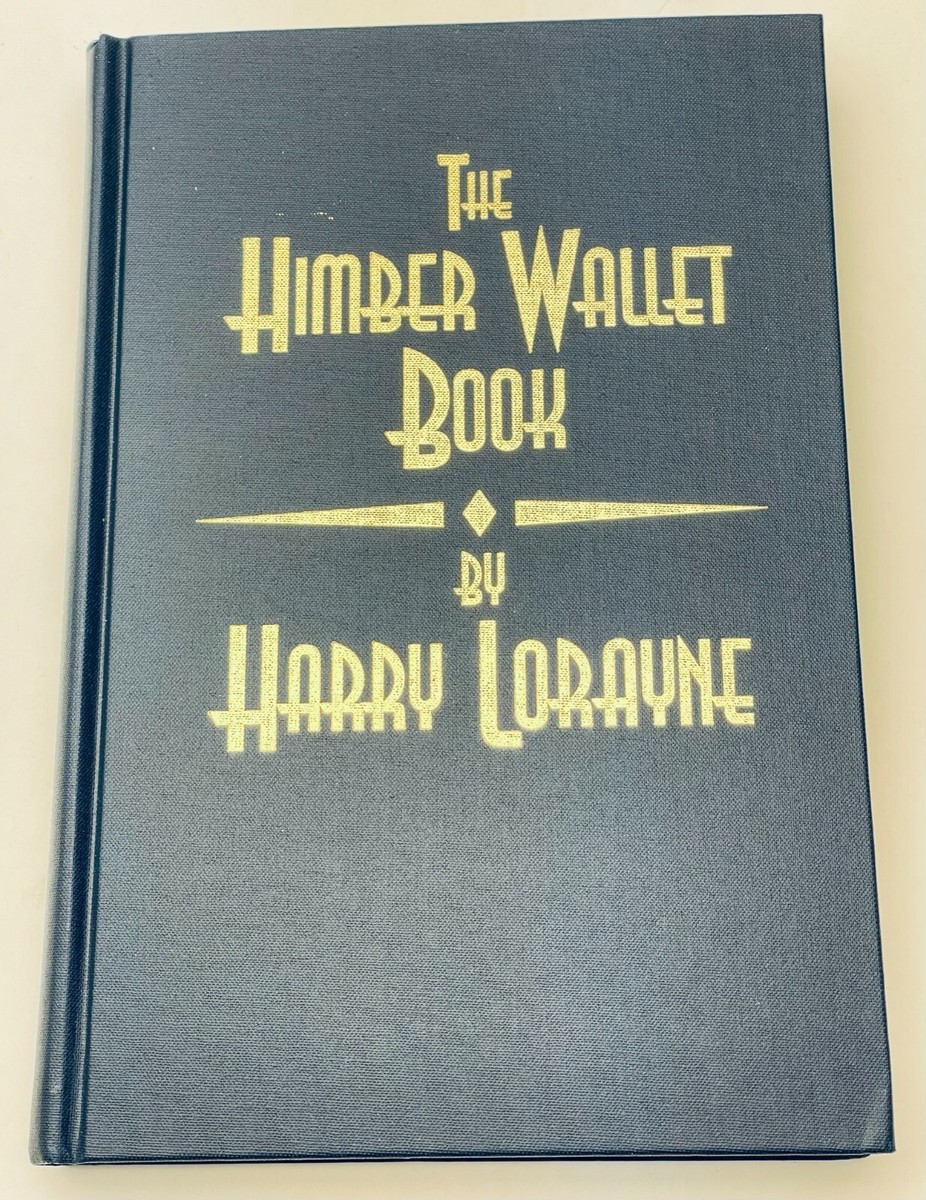 The
Himber Wallet
Book
by
Harry Lorayne